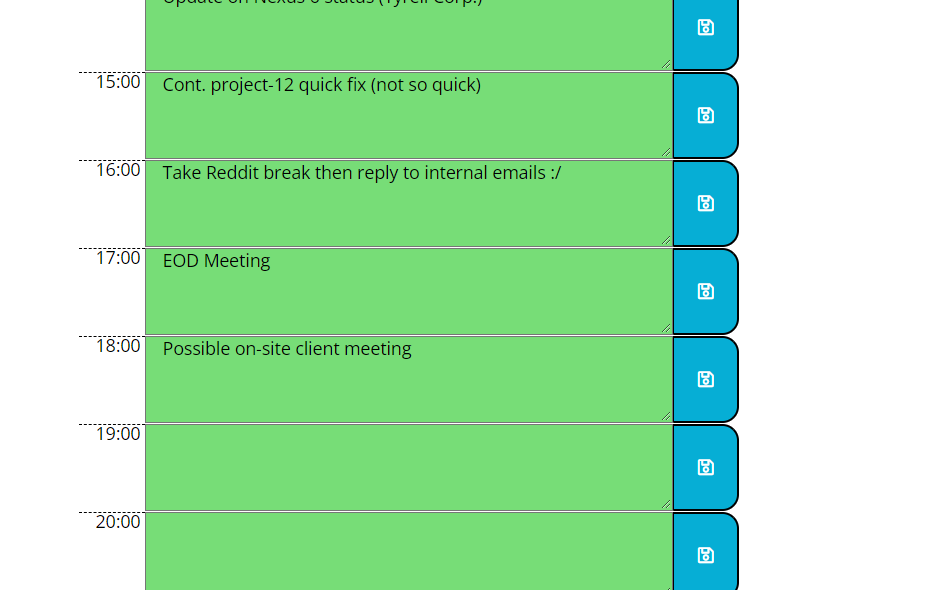 Update on Nexus 6 status (Tyrell Corp.)
15:00
Cont. project-12 quick fix (not so quick)
16:00
Take Reddit break then reply to internal emails :/
17:00
EOD Meeting
18:00
Possible on-site client meeting
19:00
20:00